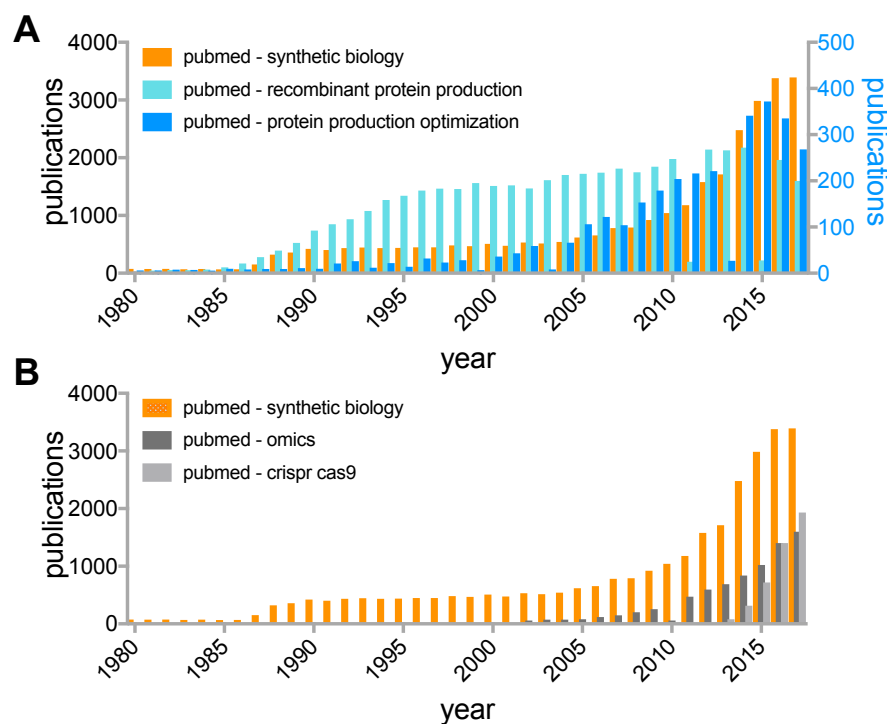 A
4000
3000
2000
1000
0
publications
pubmed - synthetic biology
pubmed - recombinant protein production
pubmed - protein production optimization
500
400
300
200
100
0
publications
1980
1985
1990
1995
2000
2005
2010
2015
year
B
4000
3000
2000
1000
0
publications
pubmed - synthetic biology
pubmed - omics
pubmed - crispr cas9
1980
1985
1990
1995
2000
2005
2010
2015
year